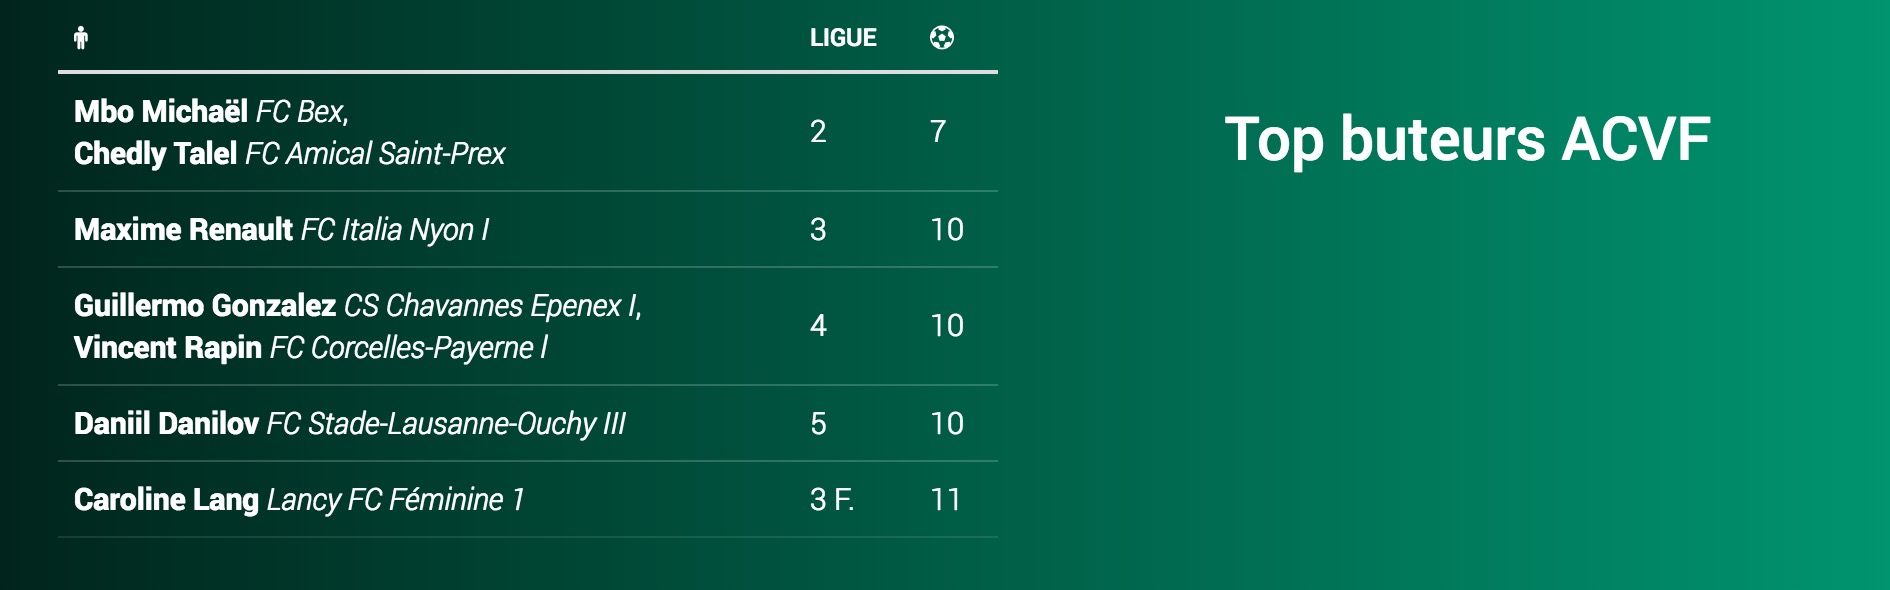 LIGUE
Mbo Michaël FC Bex,
Chedly Talel FC Amical Saint-Prex
2 7
Maxime Renault FC Italia Nyon I 3 10
Guillermo Gonzalez CS Chavannes Epenex I,
Vincent Rapin FC Corcelles-Payerne I
4 10
Daniil Danilov FC Stade-Lausanne-Ouchy III 5 10
Caroline Lang Lancy FC Féminine 1 3 F. 11
Top buteurs ACVF